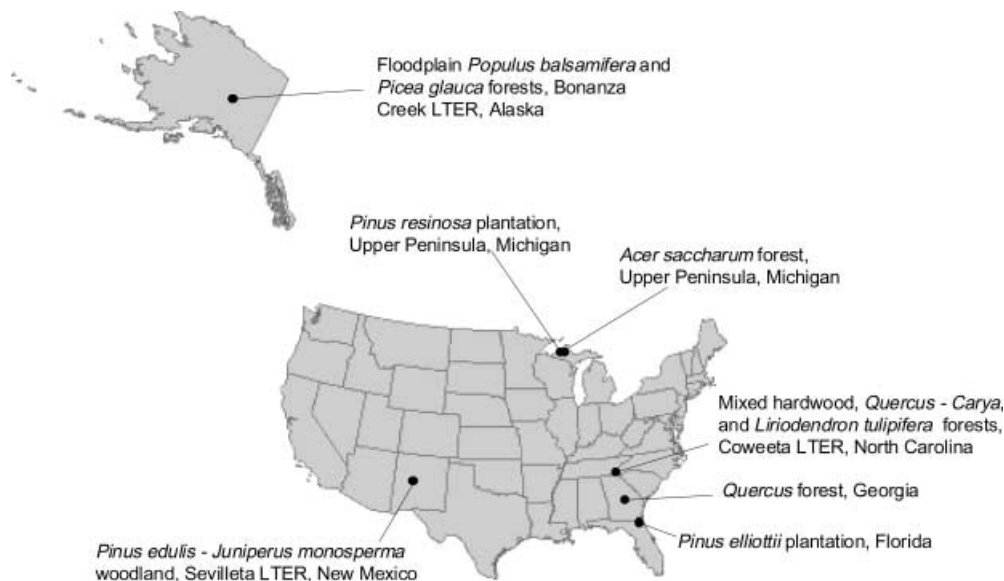 Floodplain Populus balsamifera and
Picea glauca forests, Bonanza
Creek LTER, Alaska
Pinus resinosa plantation,
Upper Peninsula, Michigan
Acer saccharum forest,
Upper Peninsula, Michigan
Mixed hardwood, Quercus - Carya,
and Liriodendron tulipifera forests,
Coweeta LTER, North Carolina
Quercus forest, Georgia
Pinus elliottii plantation, Florida
Pinus edulis - Juniperus monosperma
woodland, Sevilleta LTER, New Mexico